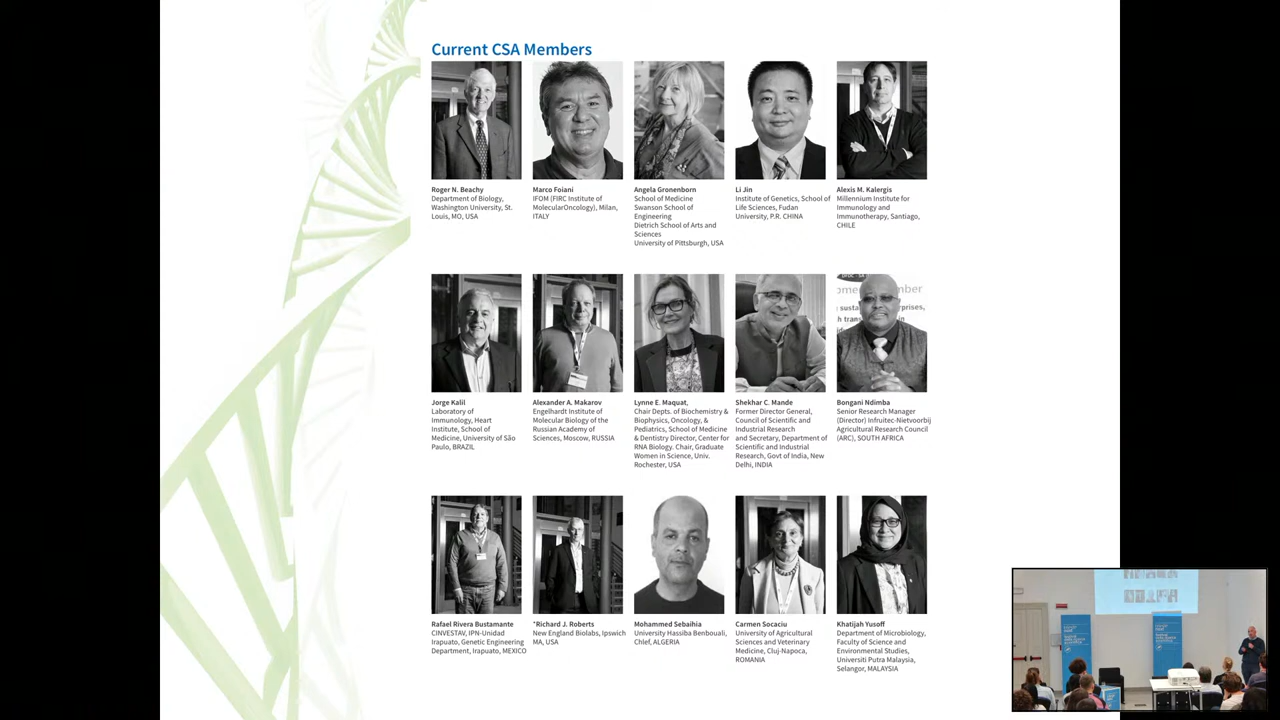 Current CSA Members
Roger N. Beachy
Department of Biology,
Washington University, St.
Louis, MO, USA
Marco Foiani
IFOM (FIRC Institute of
MolecularOncology), Milan,
ITALY
Angela Gronenborn
School of Medicine
Swanson School of
Engineering
Dietrich School of Arts and
Sciences
University of Pittsburgh, USA
Li Jin
Institute of Genetics, School of
Life Sciences, Fudan
University, P.R. CHINA
Alexis M. Kalergis
Millennium Institute for
Immunology and
Immunotherapy, Santiago,
CHILE
Jorge Kalil
Laboratory of
Immunology, Heart
Institute, School of
Medicine, University of São
Paulo, BRAZIL
Alexander A. Makarov
Engelhardt Institute of
Molecular Biology of the
Russian Academy of
Sciences, Moscow, RUSSIA
Lynne E. Maquat,
Chair Depts. of Biochemistry &
Biophysics, Oncology, &
Pediatrics, School of Medicine
& Dentistry Director, Center for
RNA Biology. Chair, Graduate
Women in Science, Univ.
Rochester, USA
Shekhar C. Mande
Former Director General,
Council of Scientific and
Industrial Research
and Secretary, Department of
Scientific and Industrial
Research, Govt of India, New
Delhi, INDIA
Bongani Ndimba
Senior Research Manager
(Director) Infruitec-Nietvoorbij
Agricultural Research Council
(ARC), SOUTH AFRICA
Rafael Rivera Bustamante
CINVESTAV, IPN-Unidad
Irapuato, Genetic Engineering
Department, Irapuato, MEXICO
*Richard J. Roberts
New England Biolabs, Ipswich
MA, USA
Mohammed Sebaihia
University Hassiba Benbouali,
Chlef, ALGERIA
Carmen Socaciu
University of Agricultural
Sciences and Veterinary
Medicine, Cluj-Napoca,
ROMANIA
Khatijah Yusoff
Department of Microbiology,
Faculty of Science and
Environmental Studies,
Universiti Putra Malaysia,
Selangor, MALAYSIA